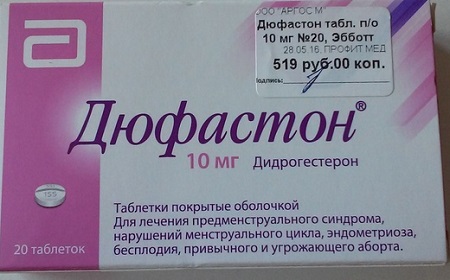 ООО "АРГОС М"
Дюфастон табл. п/о
10 мг №20, Эбботт
28.05.16. ПРОФИТ МЕД
519 руб.00 коп.
подпись:
Дюфастон®
10 мг Дидрогестерон
Таблетки покрытые оболочкой
Для лечения предменструального синдрома,
нарушений менструального цикла, эндометриоза,
бесплодия, привычного и угрожающего аборта.
155
20 таблеток